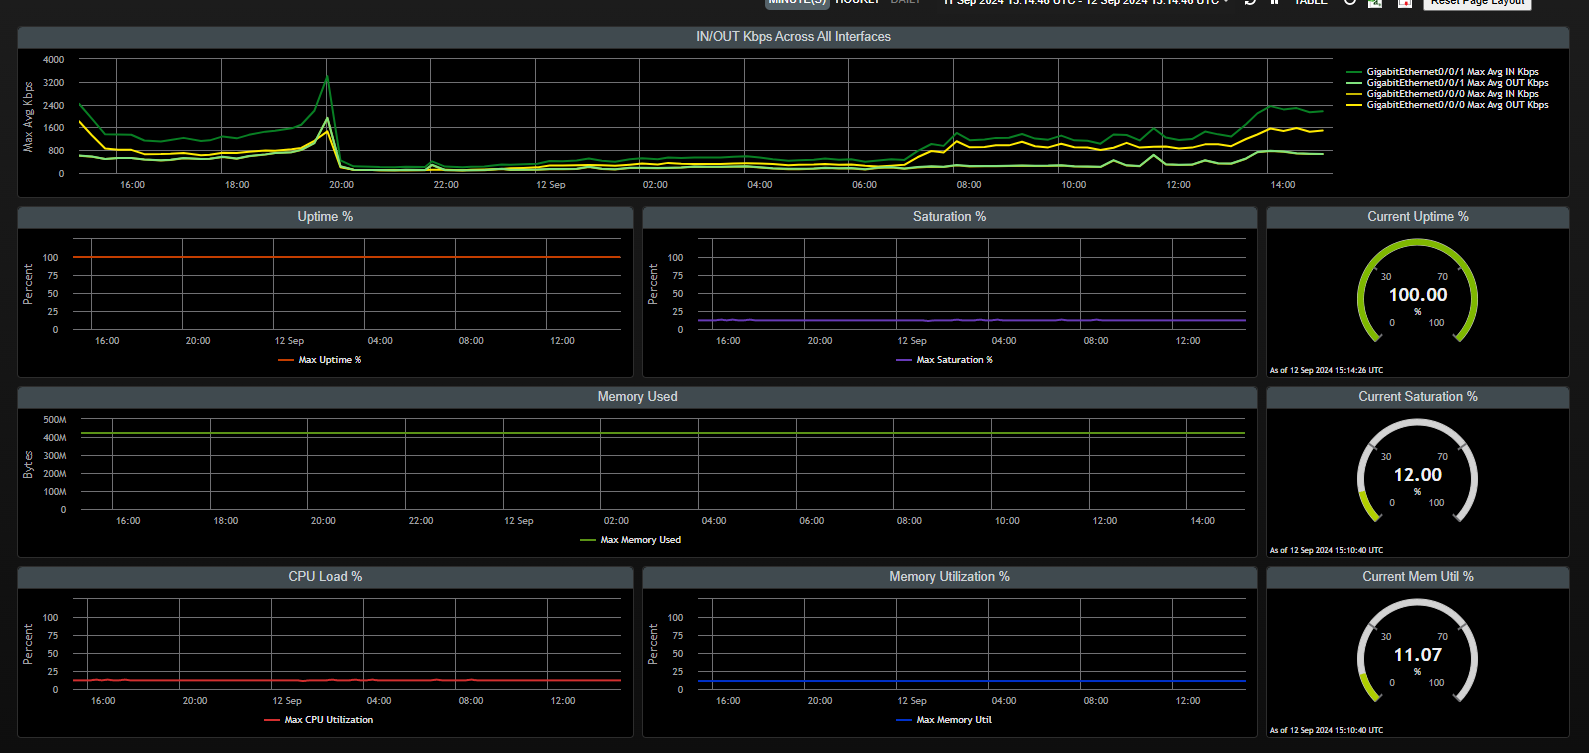 MINUTE(S) HOURLY DAILY 11 Sep 2024 15:14:46 UTC - 12 Sep 2024 15:14:46 UTC TABLE Reset Page Layout
IN/OUT Kbps Across All Interfaces
Max Avg Kbps
4000
3200
2400
1600
800
0
16:00 18:00 20:00 22:00 12 Sep 02:00 04:00 06:00 08:00 10:00 12:00 14:00
GigabitEthernet0/0/1 Max Avg IN Kbps
GigabitEthernet0/0/1 Max Avg OUT Kbps
GigabitEthernet0/0/0 Max Avg IN Kbps
GigabitEthernet0/0/0 Max Avg OUT Kbps
Uptime %
Percent
100
75
50
25
0
16:00 20:00 12 Sep 04:00 08:00 12:00
Max Uptime %
Saturation %
Percent
100
75
50
25
0
16:00 20:00 12 Sep 04:00 08:00 12:00
Max Saturation %
Current Uptime %
30 70
100.00
%
0 100
As of 12 Sep 2024 15:14:26 UTC
Memory Used
Bytes
500M
400M
300M
200M
100M
0
16:00 18:00 20:00 22:00 12 Sep 02:00 04:00 06:00 08:00 10:00 12:00 14:00
Max Memory Used
Current Saturation %
30 70
12.00
%
0 100
As of 12 Sep 2024 15:10:40 UTC
CPU Load %
Percent
100
75
50
25
0
16:00 20:00 12 Sep 04:00 08:00 12:00
Max CPU Utilization
Memory Utilization %
Percent
100
75
50
25
0
16:00 20:00 12 Sep 04:00 08:00 12:00
Max Memory Util
Current Mem Util %
30 70
11.07
%
0 100
As of 12 Sep 2024 15:10:40 UTC